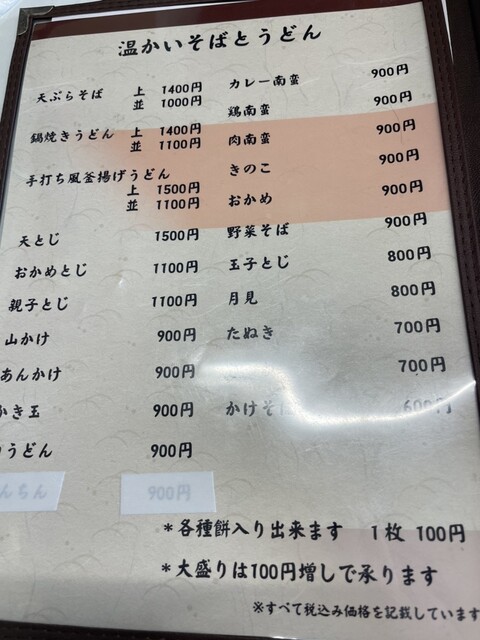 温かいそばとうどん
天ぷらそば 上 1400円
並 1000円
鍋焼きうどん 上 1400円
並 1100円
手打ち風釜揚げうどん
上 1500円
並 1100円
天とじ 1500円
おかめとじ 1100円
親子とじ 1100円
山かけ 900円
あんかけ 900円
かき玉 900円
うどん 900円
んちん 900円
カレー南蛮 900円
鶏南蛮 900円
肉南蛮 900円
きのこ 900円
おかめ 900円
野菜そば 900円
玉子とじ 800円
月見 800円
たぬき 700円
700円
かけそば 600円
*各種餅入り出来ます 1枚 100円
*大盛りは100円増しで承ります
※すべて税込み価格を記載しています